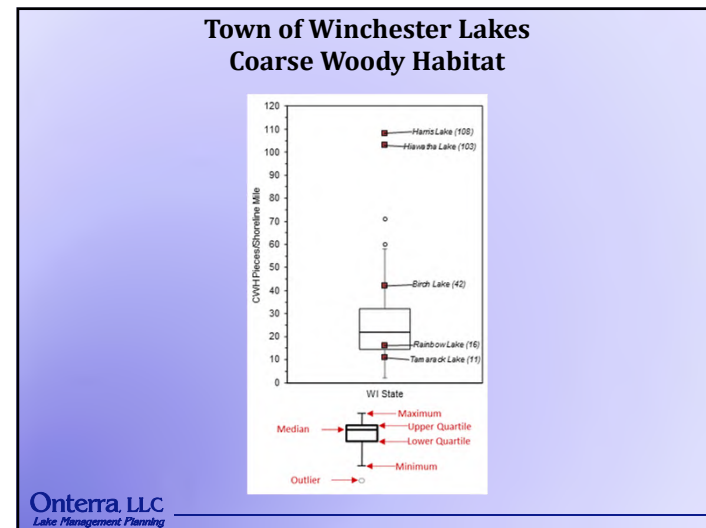 Town of Winchester Lakes
Coarse Woody Habitat
120
110
100
90
80
70
60
50
40
30
20
10
0
CWH Pieces/Shoreline Mile
Harris Lake (108)
Hiawatha Lake (103)
Birch Lake (42)
Rainbow Lake (16)
Tamarack Lake (11)
WI State
Maximum
Median
Upper Quartile
Lower Quartile
Minimum
Outlier
Onterra, LLC
Lake Management Planning